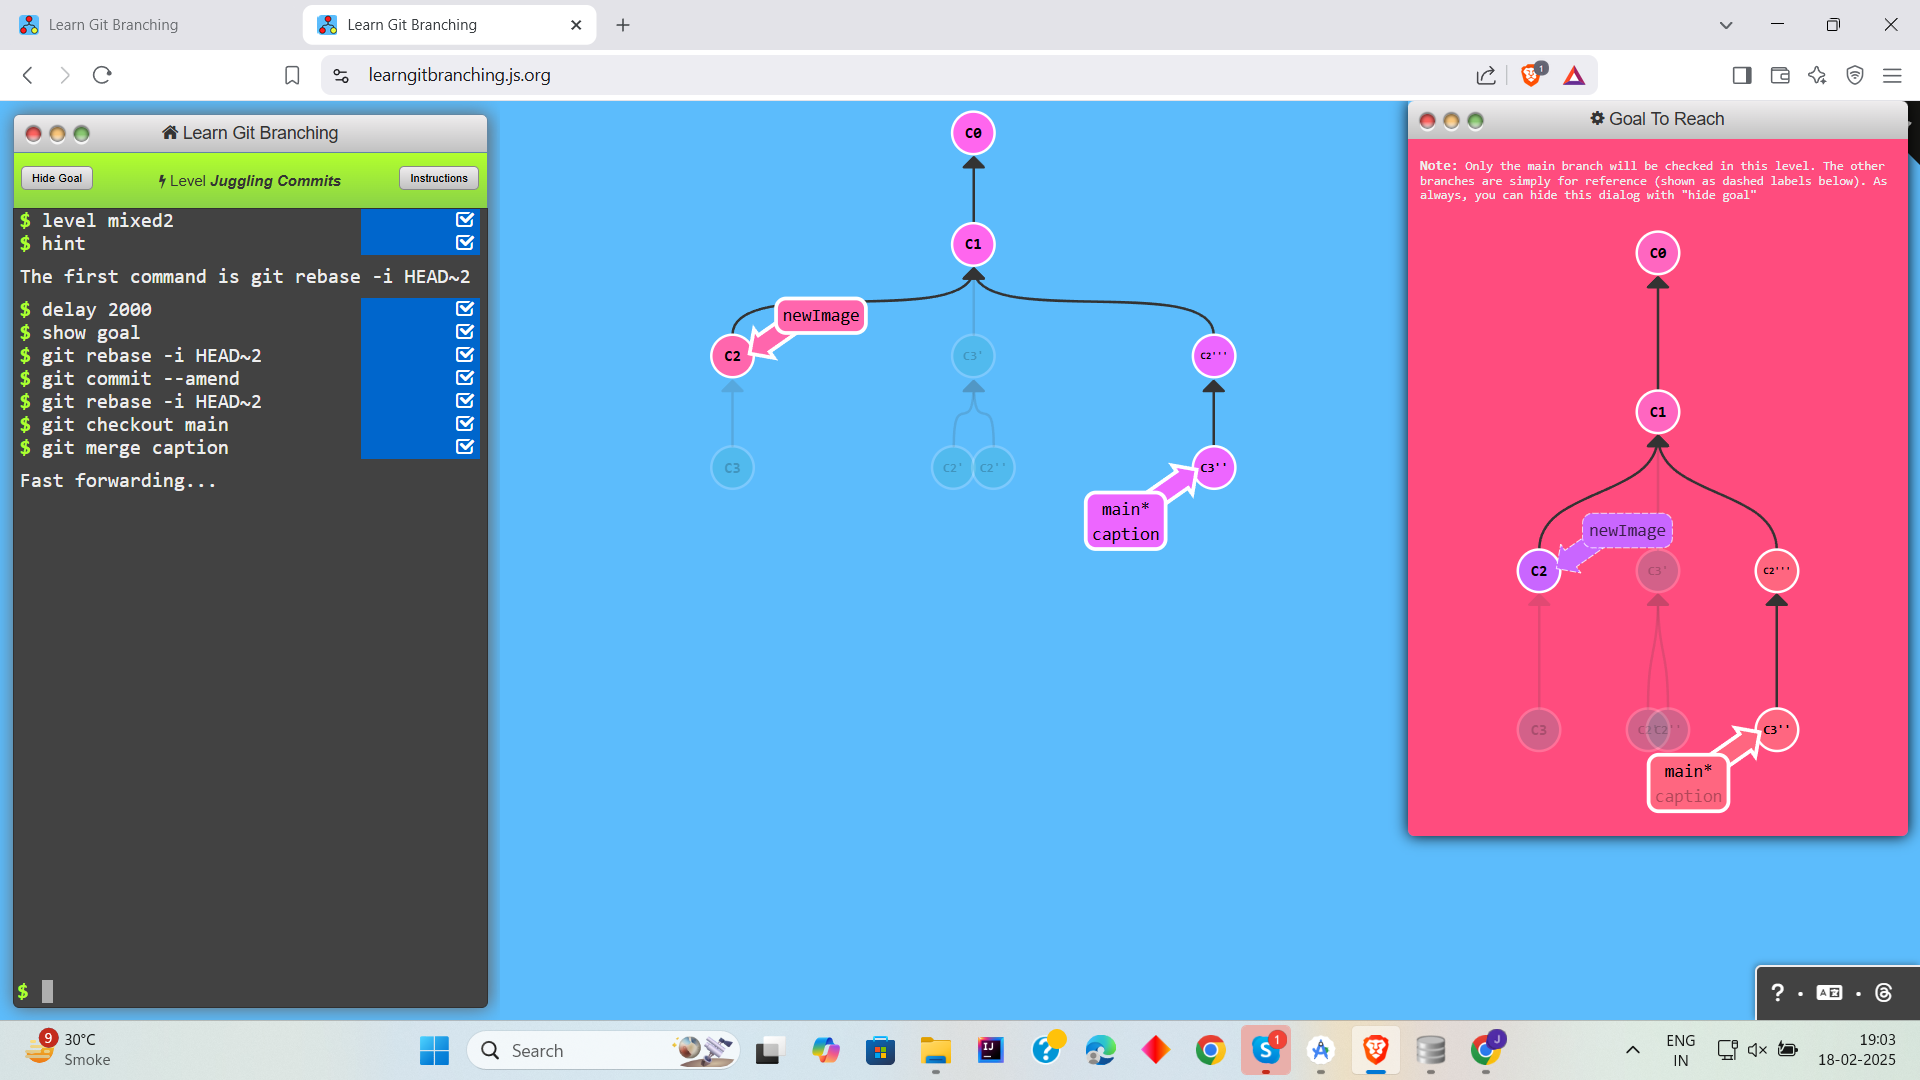 Learn Git Branching
Learn Git Branching
learngitbranching.js.org
1
Learn Git Branching
Hide Goal
Level Juggling Commits
Instructions
$ level mixed2
$ hint
The first command is git rebase -i HEAD~2
$ delay 2000
$ show goal
$ git rebase -i HEAD~2
$ git commit --amend
$ git rebase -i HEAD~2
$ git checkout main
$ git merge caption
Fast forwarding...
$
C0
C1
newImage
C2
C3'
C2'''
C3
C2'
C2''
C3''
main*
caption
Goal To Reach
Note: Only the main branch will be checked in this level. The other
branches are simply for reference (shown as dashed labels below). As
always, you can hide this dialog with "hide goal"
C0
C1
newImage
C2
C3'
C2'''
C3
C2''
C3''
main*
caption
?
9
30°C
Smoke
Search
IJ
1
J
ENG
IN
19:03
18-02-2025